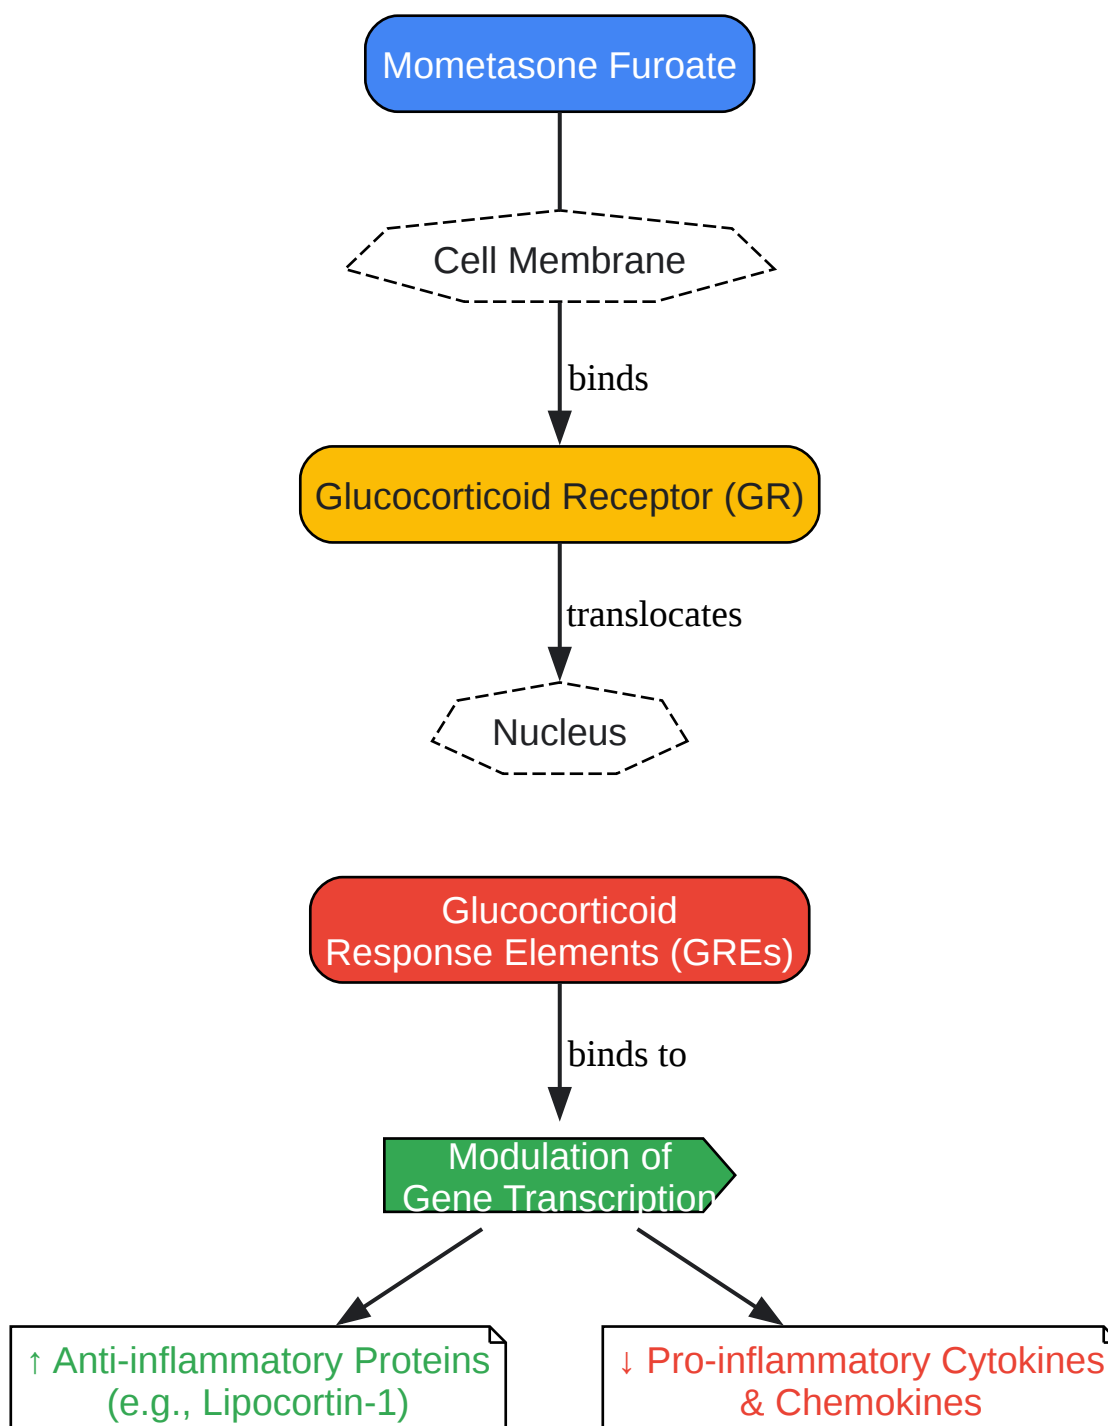 Mometasone Furoate
Cell Membrane
binds
Glucocorticoid Receptor (GR)
translocates
Nucleus
Glucocorticoid
Response Elements (GREs)
binds to
Modulation of
Gene Transcription
↑ Anti-inflammatory Proteins
(e.g., Lipocortin-1)
↓ Pro-inflammatory Cytokines
& Chemokines